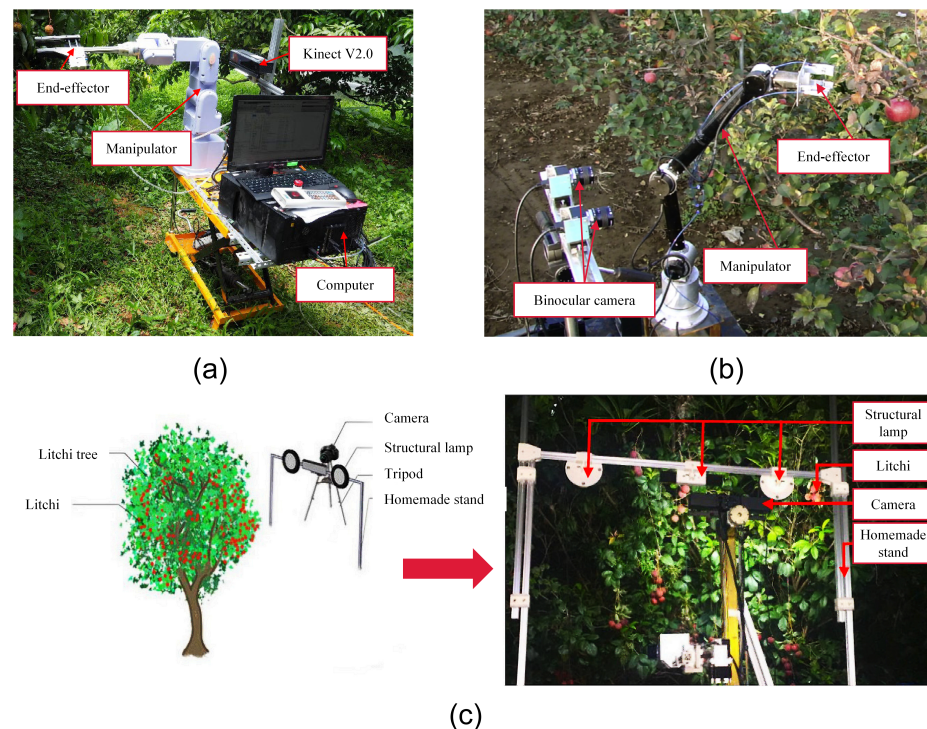 Kinect V2.0
End-effector
Manipulator
Computer
(a)
End-effector
Manipulator
Binocular camera
(b)
Camera
Structural lamp
Tripod
Homemade stand
Litchi tree
Litchi
Structural
lamp
Litchi
Camera
Homemade
stand
(c)